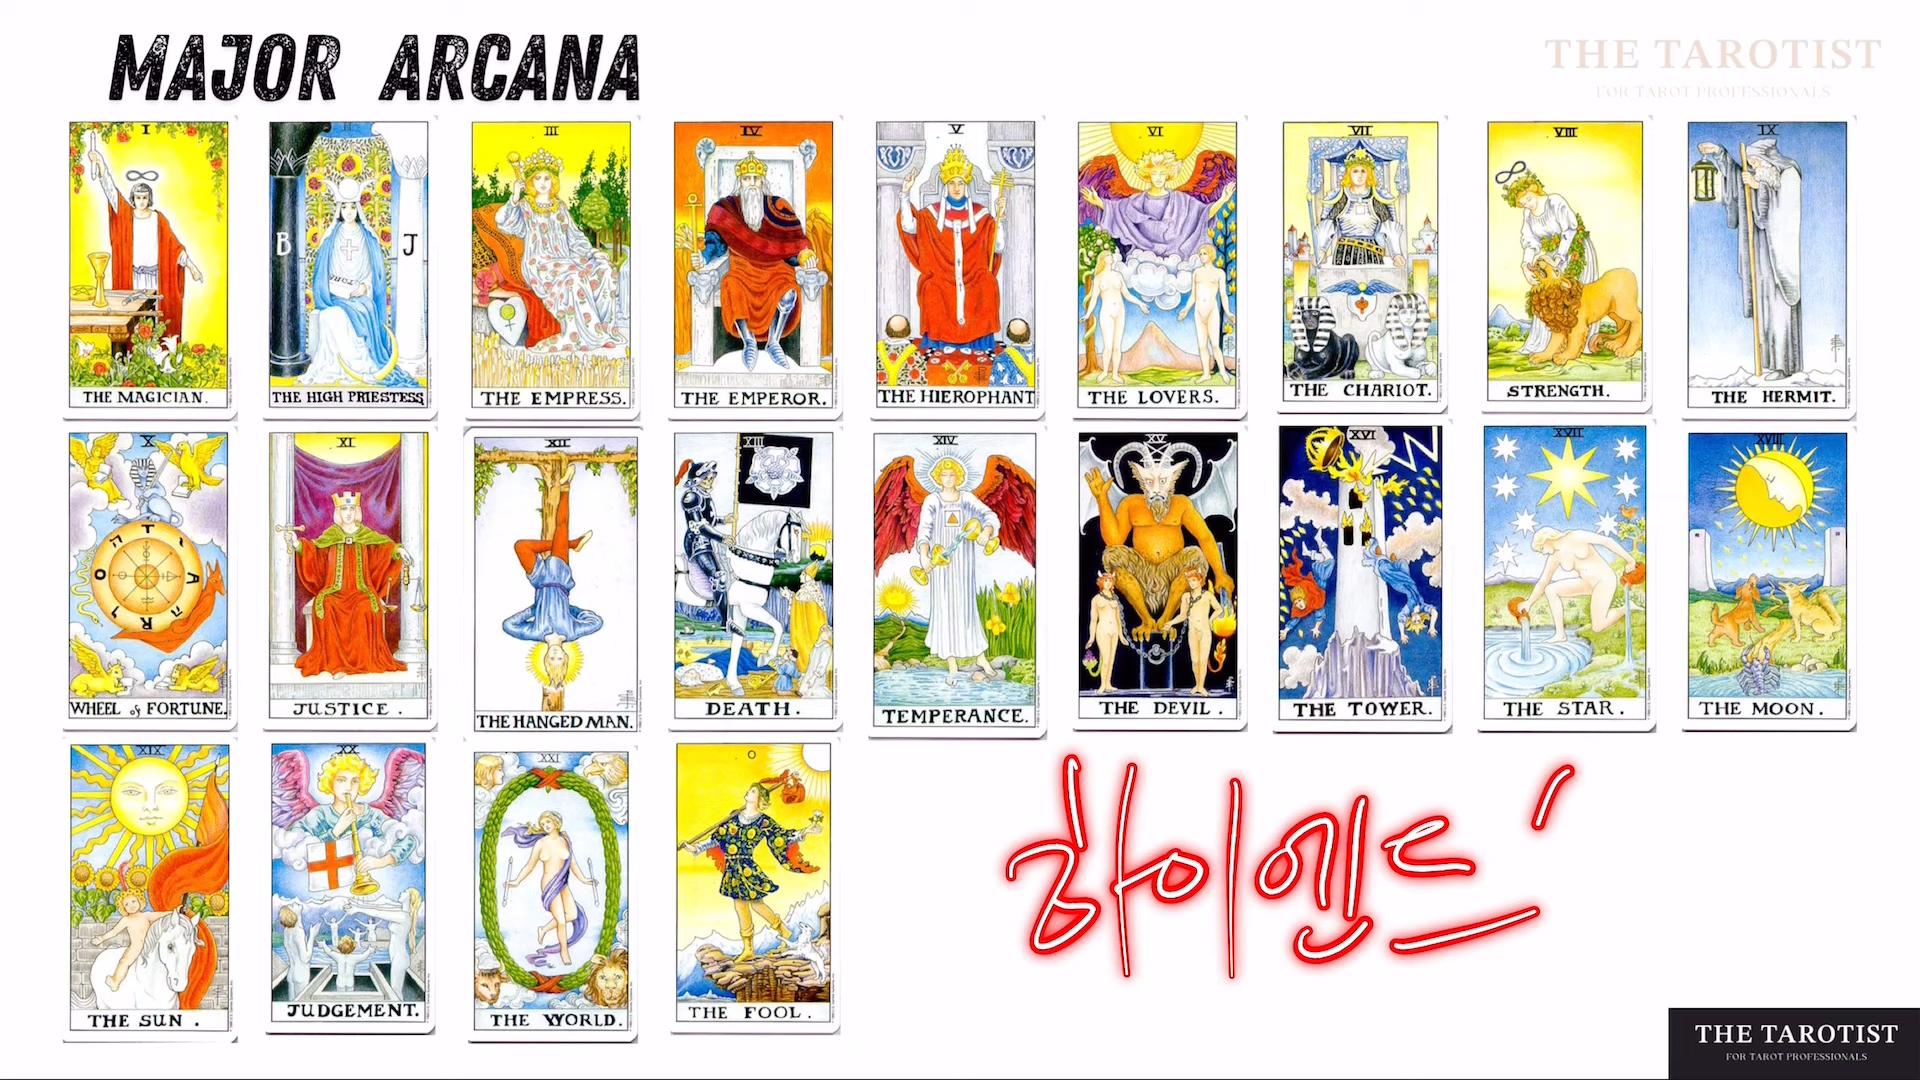 MAJOR ARCANA
THE TAROTIST
FOR TAROT PROFESSIONALS
I
THE MAGICIAN.
II
B J
TORA
THE HIGH PRIESTESS
III
THE EMPRESS.
IV
THE EMPEROR.
V
THE HIEROPHANT
VI
THE LOVERS.
VII
THE CHARIOT.
VIII
STRENGTH.
IX
THE HERMIT.
X
WHEEL of FORTUNE.
XI
JUSTICE.
XII
THE HANGED MAN.
XIII
DEATH.
XIV
TEMPERANCE.
XV
THE DEVIL.
XVI
THE TOWER.
XVII
THE STAR.
XVIII
THE MOON.
XIX
THE SUN.
XX
JUDGEMENT.
XXI
THE WORLD.
0
THE FOOL.
하이엔드
THE TAROTIST
FOR TAROT PROFESSIONALS